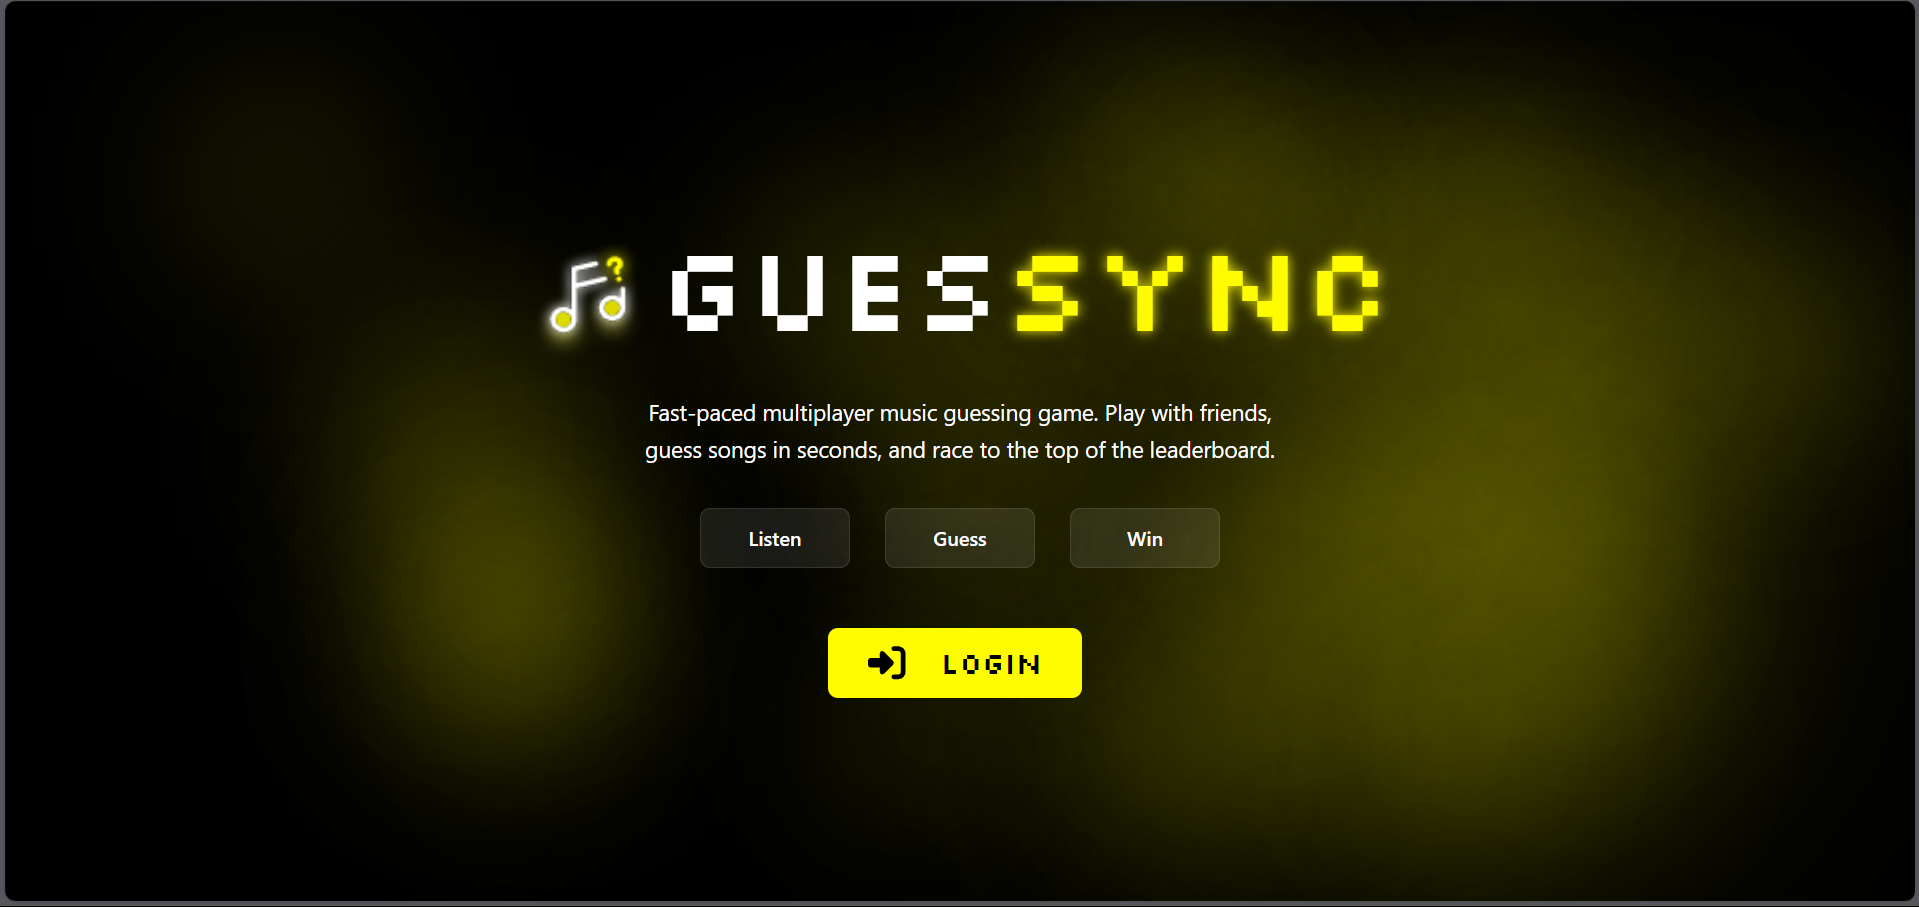 GUESSYNC
Fast-paced multiplayer music guessing game. Play with friends,
guess songs in seconds, and race to the top of the leaderboard.
Listen
Guess
Win
LOGIN